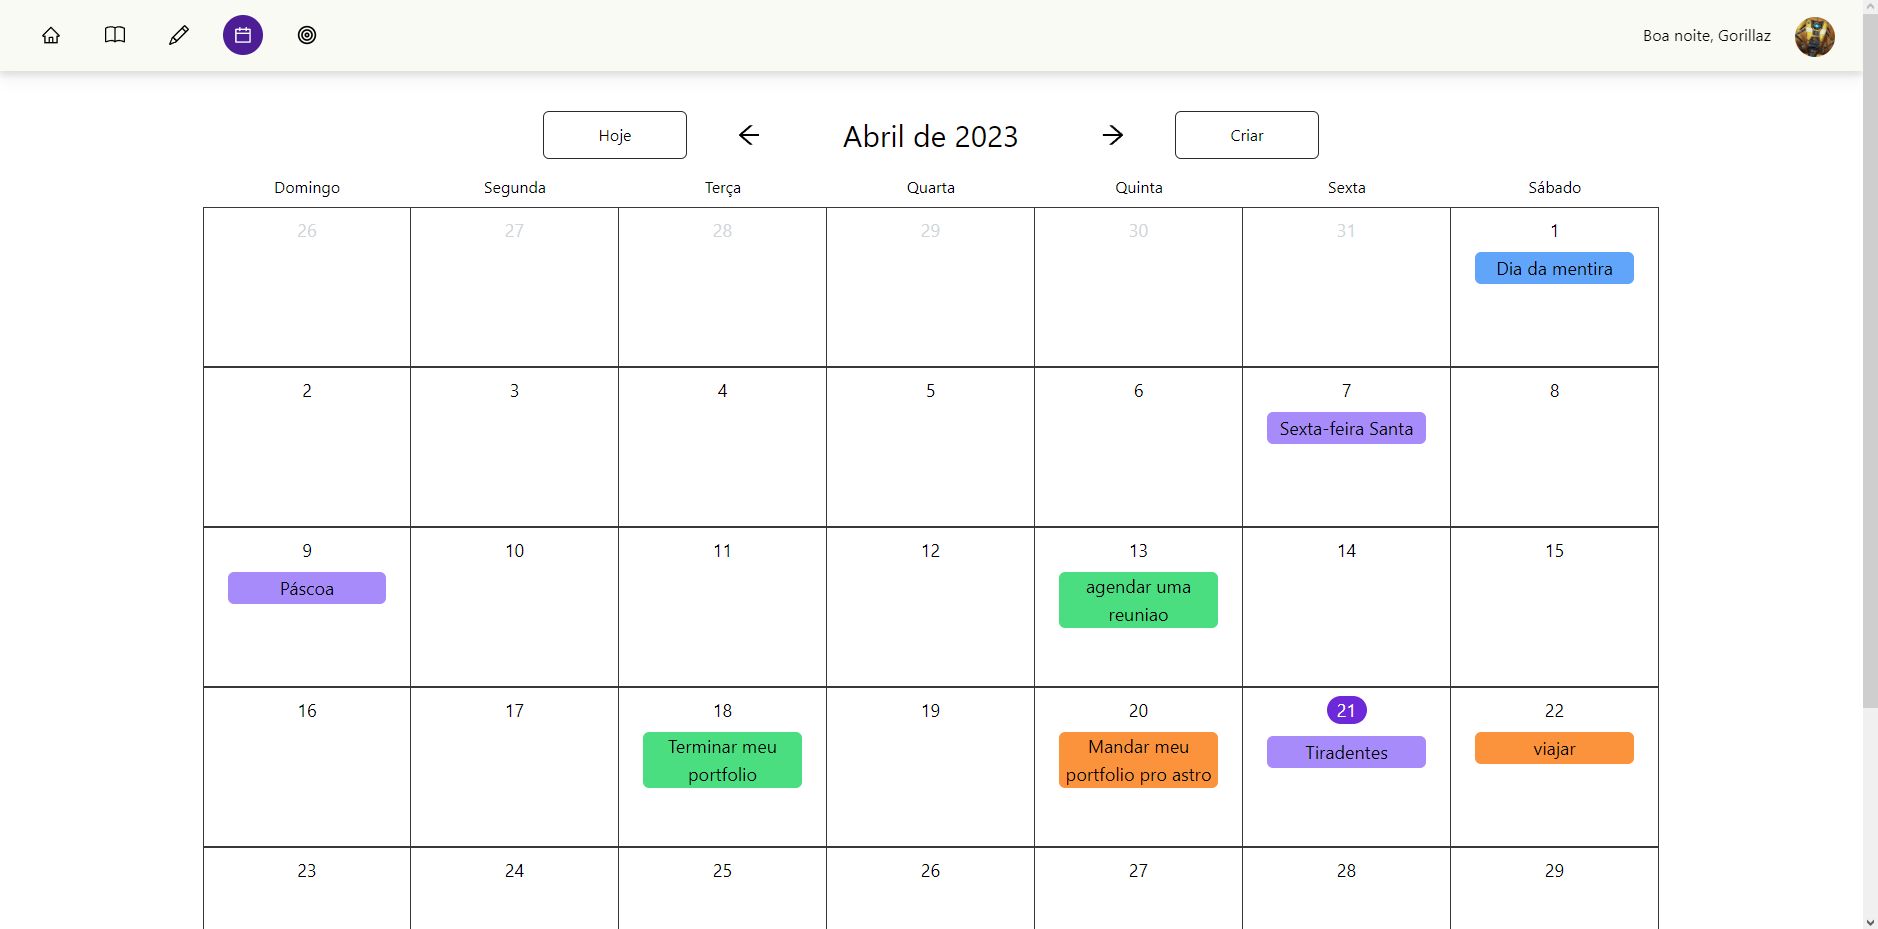 Boa noite, Gorillaz
Hoje
Abril de 2023
Criar
Domingo Segunda Terça Quarta Quinta Sexta Sábado
26 27 28 29 30 31 1
Dia da mentira
2 3 4 5 6 7 8
Sexta-feira Santa
9 10 11 12 13 14 15
Páscoa
agendar uma
reuniao
16 17 18 19 20 21 22
Terminar meu
portfolio
Mandar meu
portfolio pro astro
Tiradentes
viajar
23 24 25 26 27 28 29